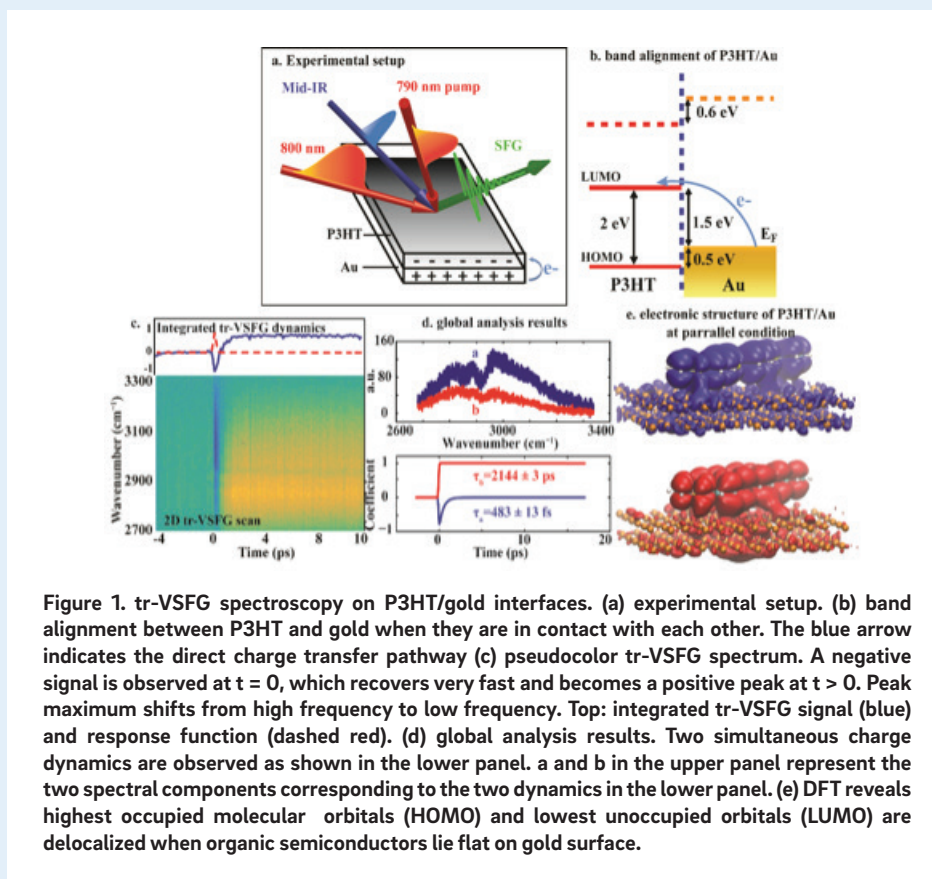 a. Experimental setup
Mid-IR
790 nm pump
800 nm
SFG
P3HT
Au
- - - - -
+ + + + + +
e-
b. band alignment of P3HT/Au
0.6 eV
LUMO
e-
2 eV
1.5 eV
E_F
HOMO
0.5 eV
P3HT
Au
c.
Integrated tr-VSFG dynamics
1
0
-1
3300
3100
2900
2700
Wavenumber (cm⁻¹)
2D tr-VSFG scan
-4
0
4
8
10
Time (ps)
d. global analysis results
160
80
0
a.u.
a
b
2600
3000
3400
Wavenumber (cm⁻¹)
1
0
-1
Coefficient
τb=2144 ± 3 ps
τa=483 ± 13 fs
0
10
20
Time (ps)
e. electronic structure of P3HT/Au
at parrallel condition
Figure 1. tr-VSFG spectroscopy on P3HT/gold interfaces. (a) experimental setup. (b) band
alignment between P3HT and gold when they are in contact with each other. The blue arrow
indicates the direct charge transfer pathway (c) pseudocolor tr-VSFG spectrum. A negative
signal is observed at t = 0, which recovers very fast and becomes a positive peak at t > 0. Peak
maximum shifts from high frequency to low frequency. Top: integrated tr-VSFG signal (blue)
and response function (dashed red). (d) global analysis results. Two simultaneous charge
dynamics are observed as shown in the lower panel. a and b in the upper panel represent the
two spectral components corresponding to the two dynamics in the lower panel. (e) DFT reveals
highest occupied molecular orbitals (HOMO) and lowest unoccupied orbitals (LUMO) are
delocalized when organic semiconductors lie flat on gold surface.